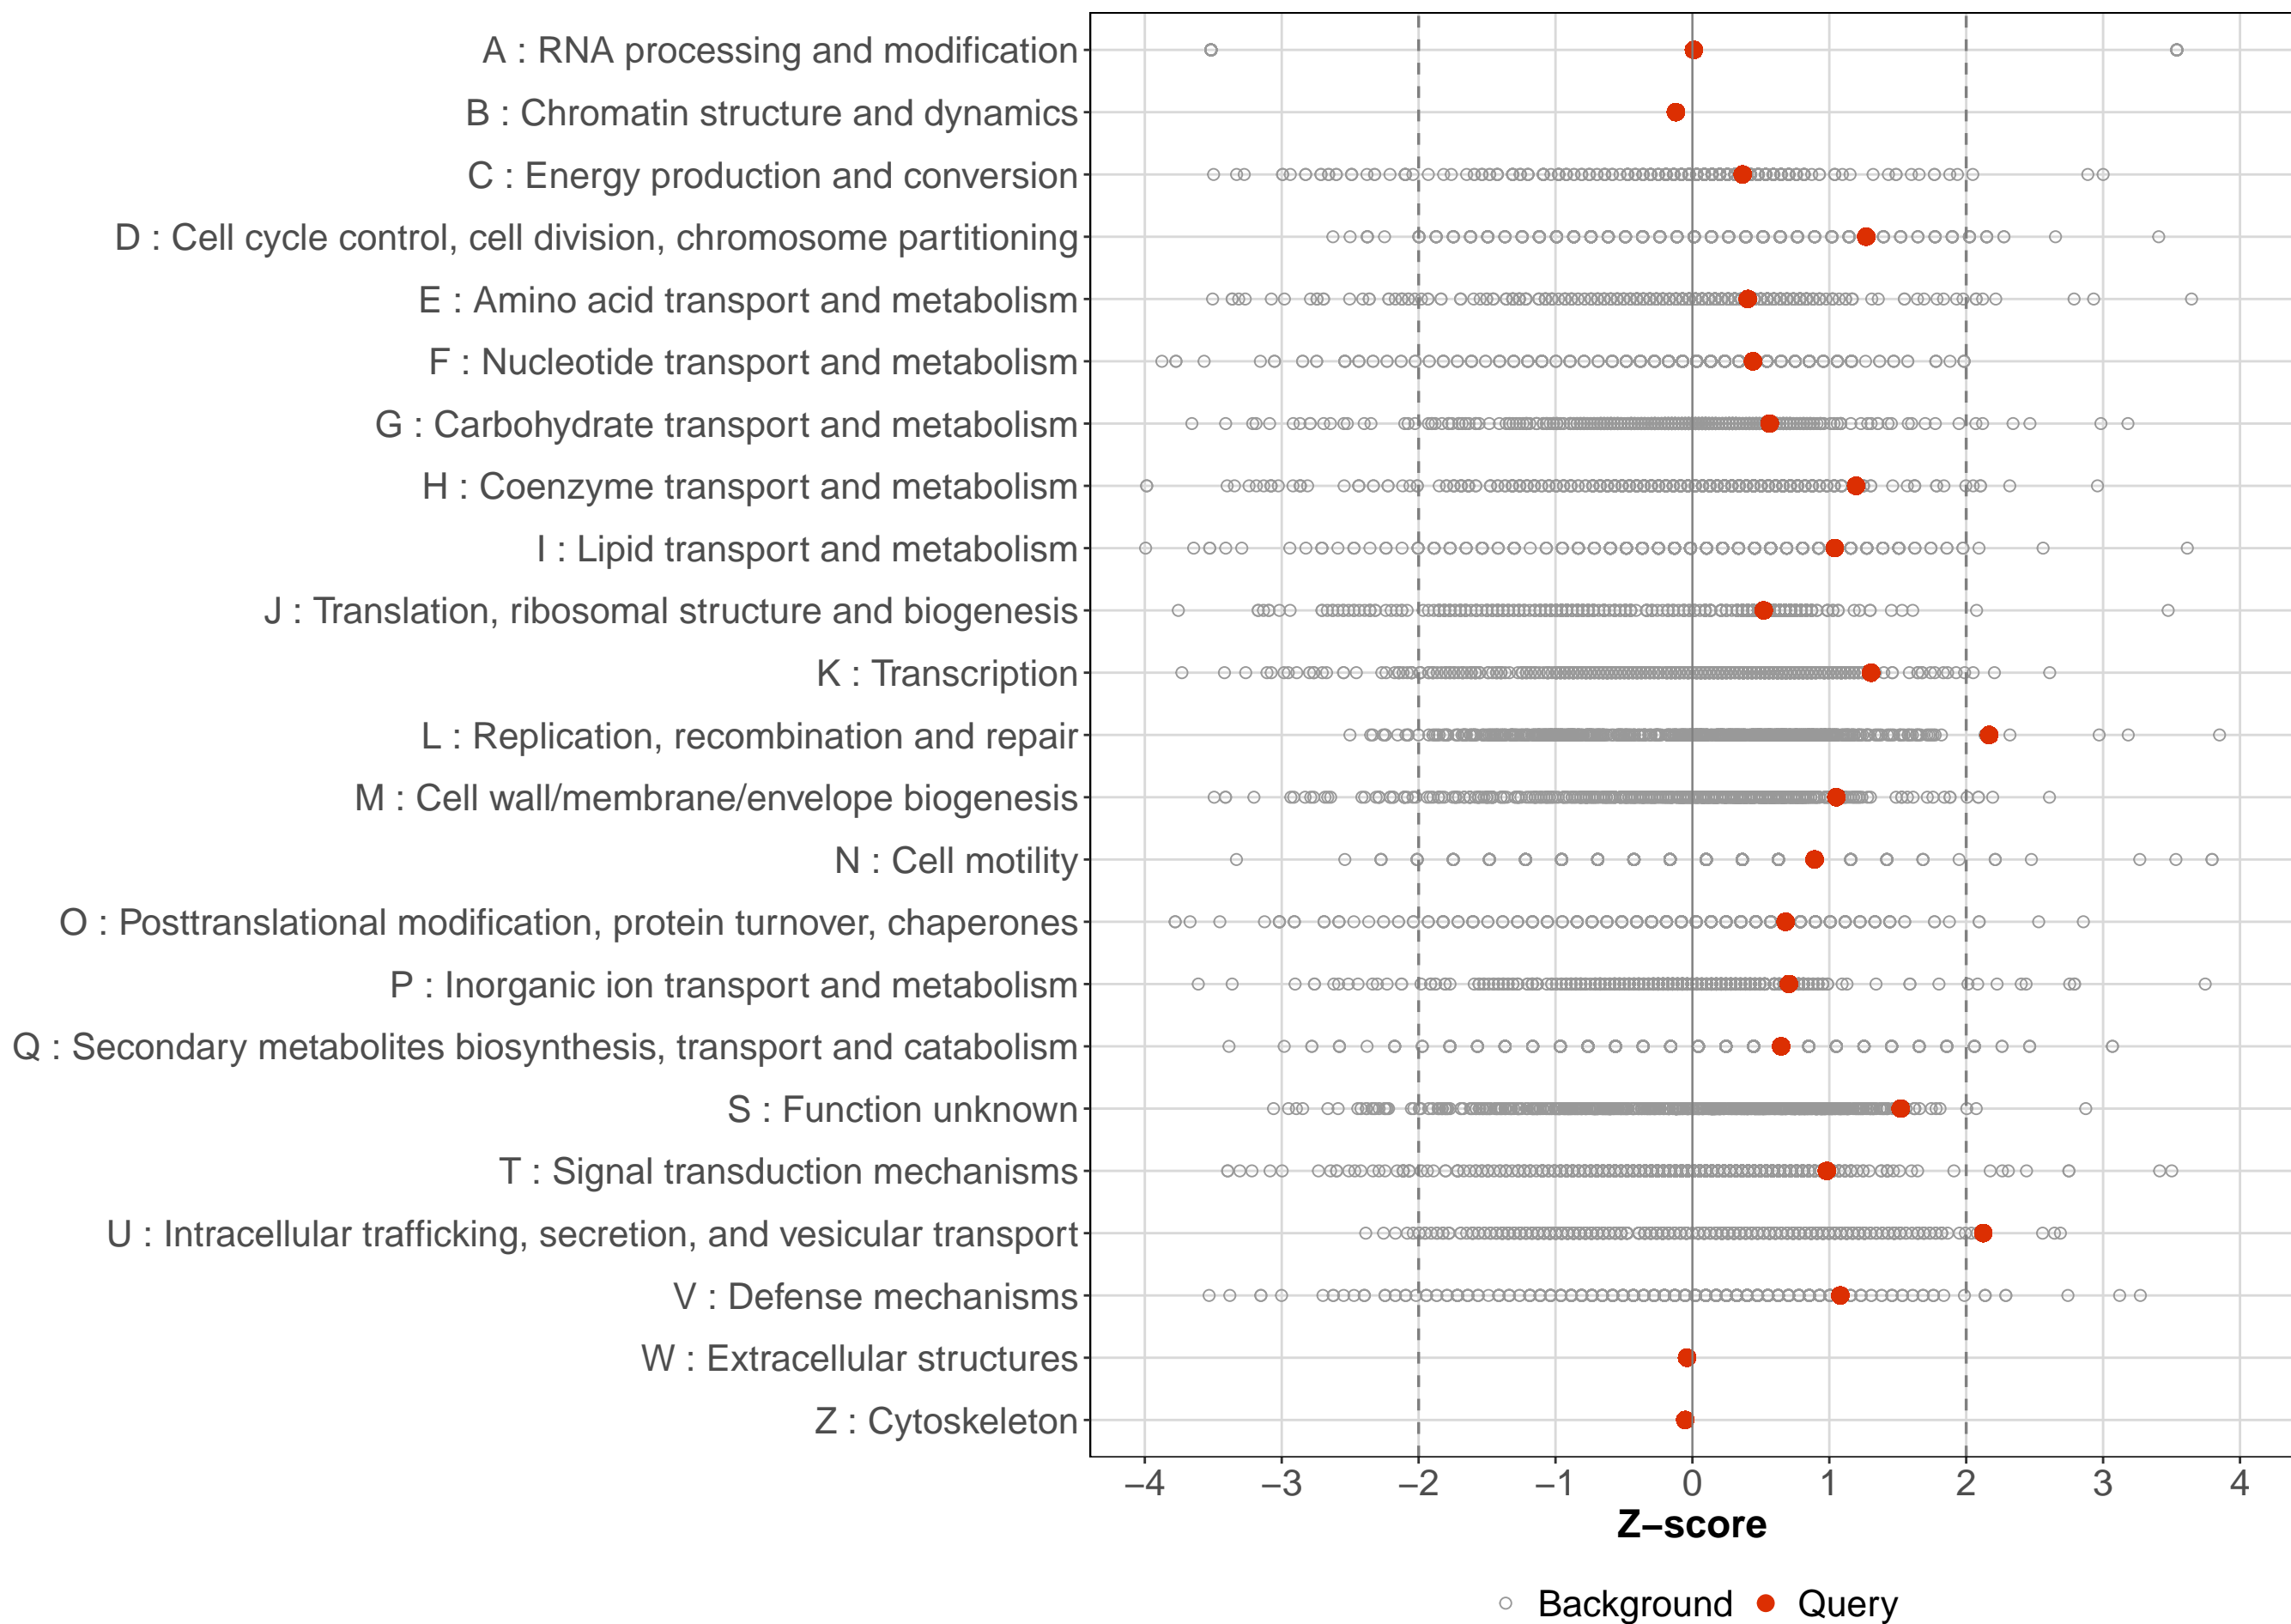 A : RNA processing and modification
B : Chromatin structure and dynamics
C : Energy production and conversion
D : Cell cycle control, cell division, chromosome partitioning
E : Amino acid transport and metabolism
F : Nucleotide transport and metabolism
G : Carbohydrate transport and metabolism
H : Coenzyme transport and metabolism
I : Lipid transport and metabolism
J : Translation, ribosomal structure and biogenesis
K : Transcription
L : Replication, recombination and repair
M : Cell wall/membrane/envelope biogenesis
N : Cell motility
O : Posttranslational modification, protein turnover, chaperones
P : Inorganic ion transport and metabolism
Q : Secondary metabolites biosynthesis, transport and catabolism
S : Function unknown
T : Signal transduction mechanisms
U : Intracellular trafficking, secretion, and vesicular transport
V : Defense mechanisms
W : Extracellular structures
Z : Cytoskeleton
−4 −3 −2 −1 0 1 2 3 4
Z−score
Background Query